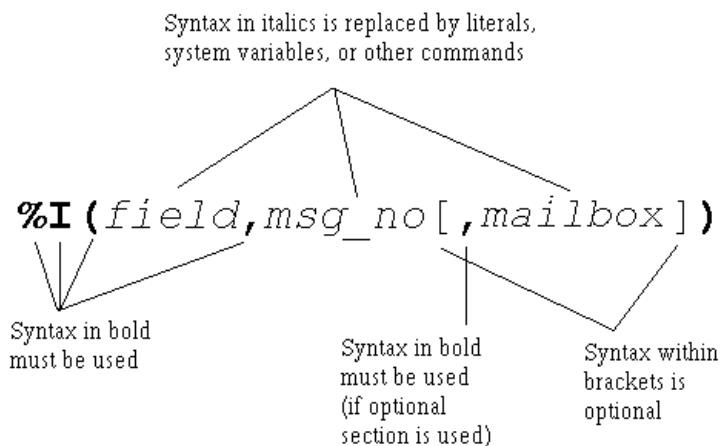 Syntax in italics is replaced by literals,
system variables, or other commands
%I(field,msg_no[,mailbox])
Syntax in bold
must be used
Syntax in bold
must be used
(if optional
section is used)
Syntax within
brackets is
optional